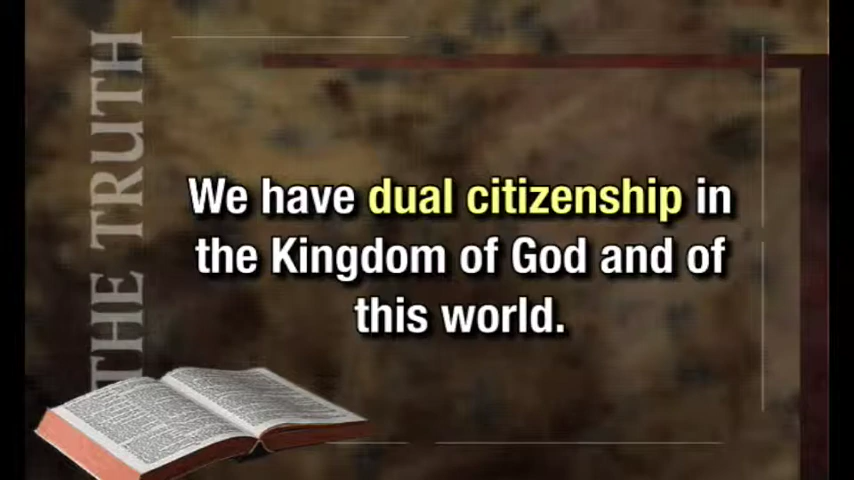 THE TRUTH
We have dual citizenship in
the Kingdom of God and of
this world.